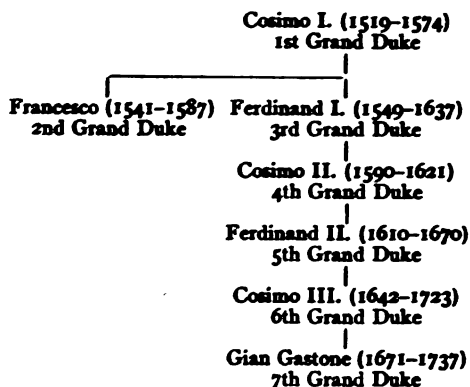 Cosimo I. (1519–1574)
1st Grand Duke
Francesco (1541–1587)
2nd Grand Duke
Ferdinand I. (1549–1637)
3rd Grand Duke
Cosimo II. (1590–1621)
4th Grand Duke
Ferdinand II. (1610–1670)
5th Grand Duke
Cosimo III. (1642–1723)
6th Grand Duke
Gian Gastone (1671–1737)
7th Grand Duke